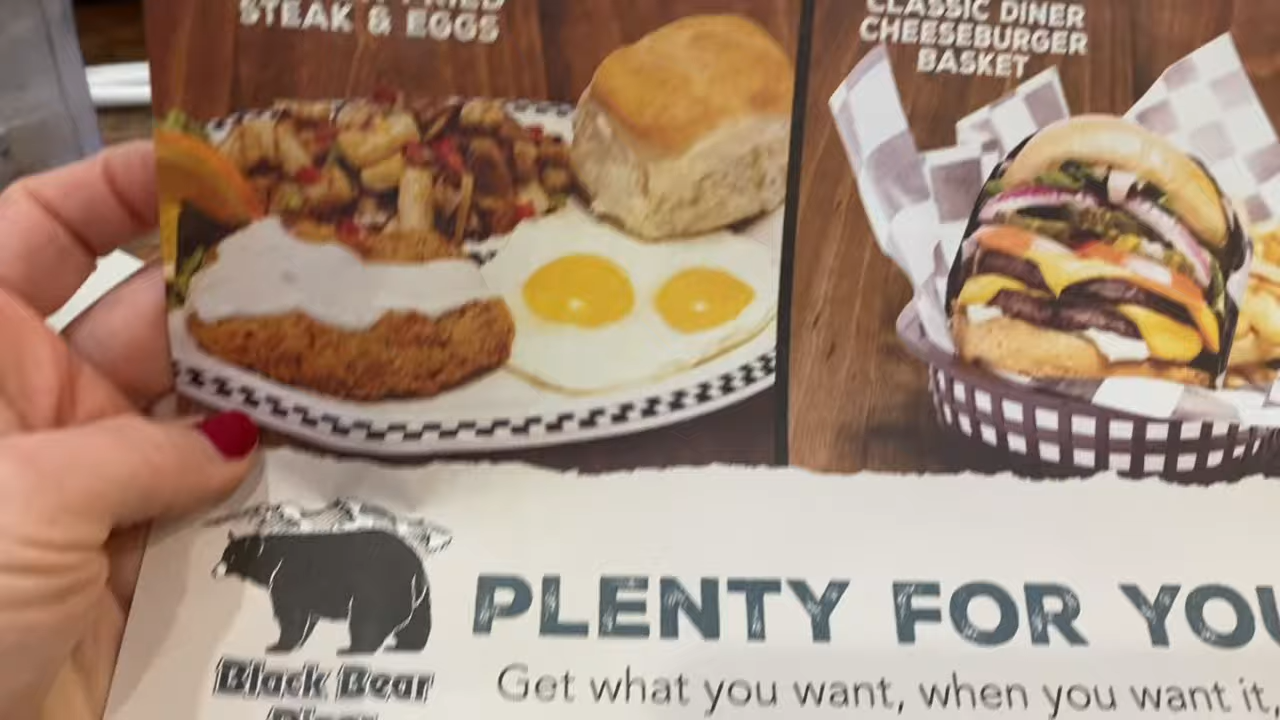 STEAK & EGGS
CLASSIC DINER
CHEESEBURGER
BASKET
PLENTY FOR YOU
Get what you want, when you want it,
Black Bear
Diner